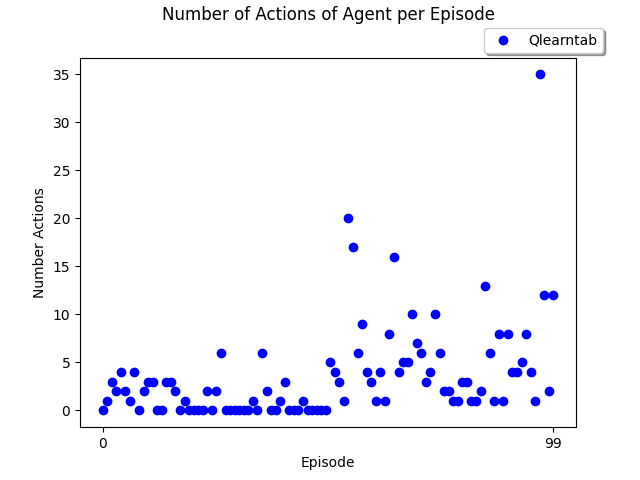 Number of Actions of Agent per Episode
Qlearntab
35
30
25
20
15
10
5
0
Number Actions
0 99
Episode